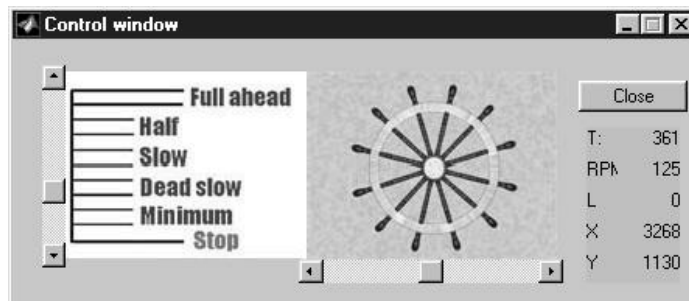 Control window
Full ahead
Half
Slow
Dead slow
Minimum
Stop
Close
T: 361
RPM 125
L 0
X 3268
Y 1130